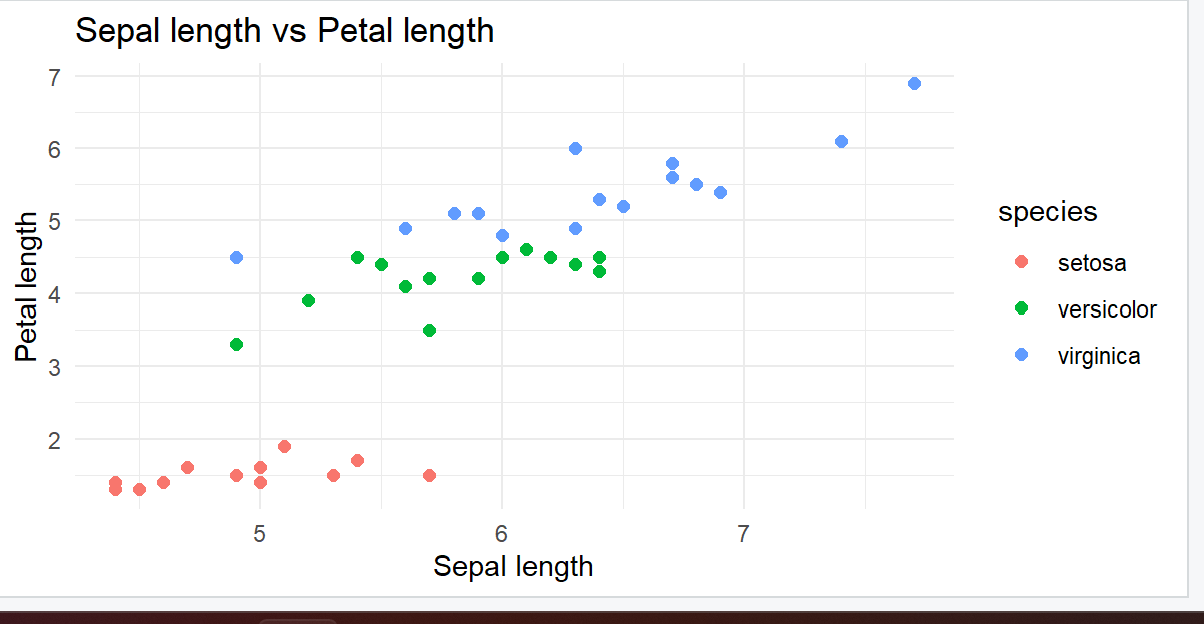 Sepal length vs Petal length
7
6
5
4
3
2
Petal length
5 6 7
Sepal length
species
setosa
versicolor
virginica